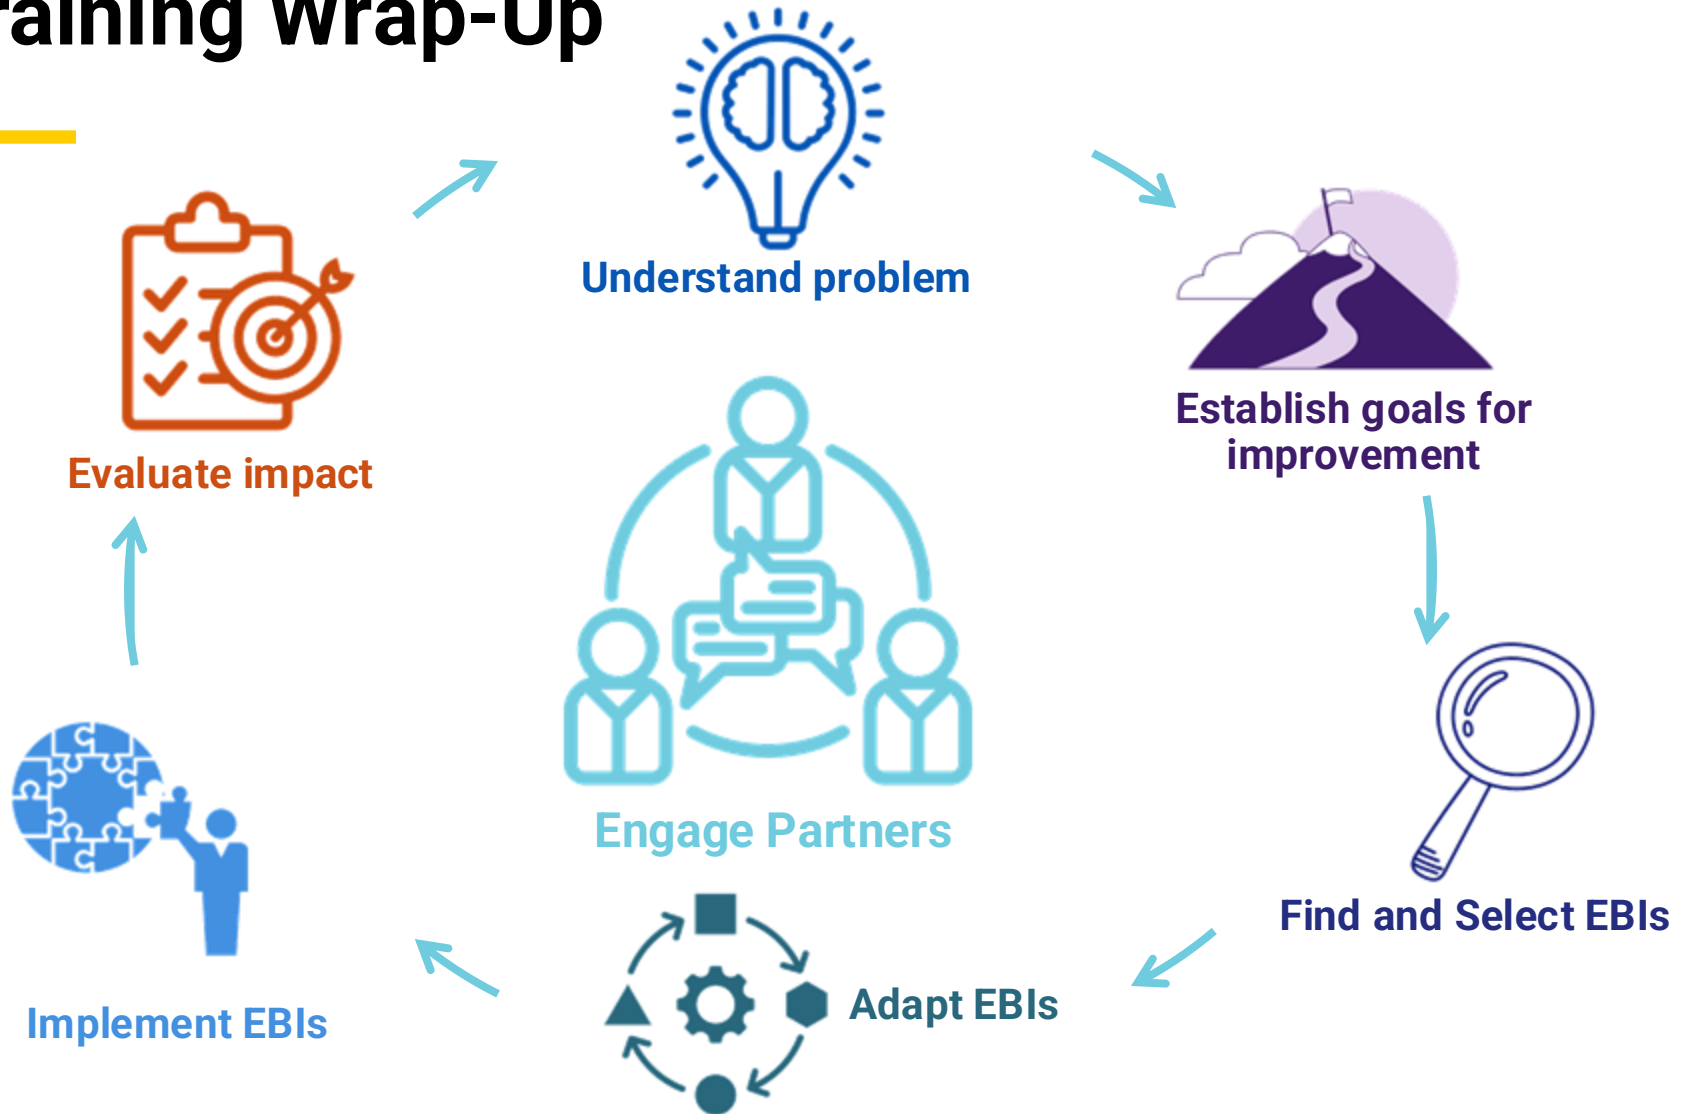 raining Wrap-Up
Understand problem
Establish goals for
improvement
Evaluate impact
Engage Partners
Find and Select EBIs
Adapt EBIs
Implement EBIs